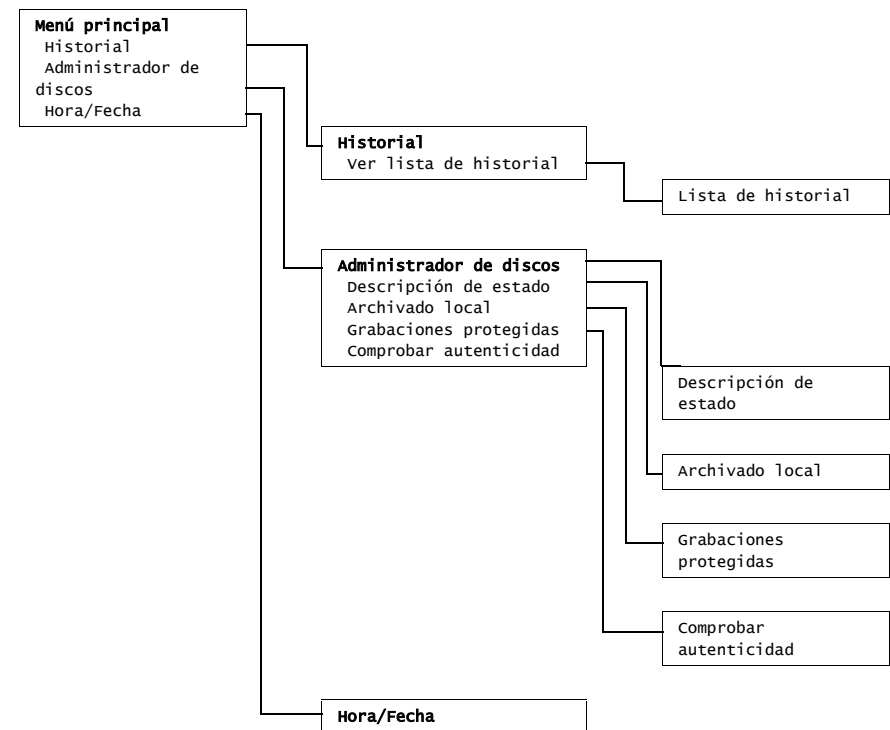 Menú principal
Historial
Administrador de
discos
Hora/Fecha
Historial
Ver lista de historial
Lista de historial
Administrador de discos
Descripción de estado
Archivado local
Grabaciones protegidas
Comprobar autenticidad
Descripción de
estado
Archivado local
Grabaciones
protegidas
Comprobar
autenticidad
Hora/Fecha